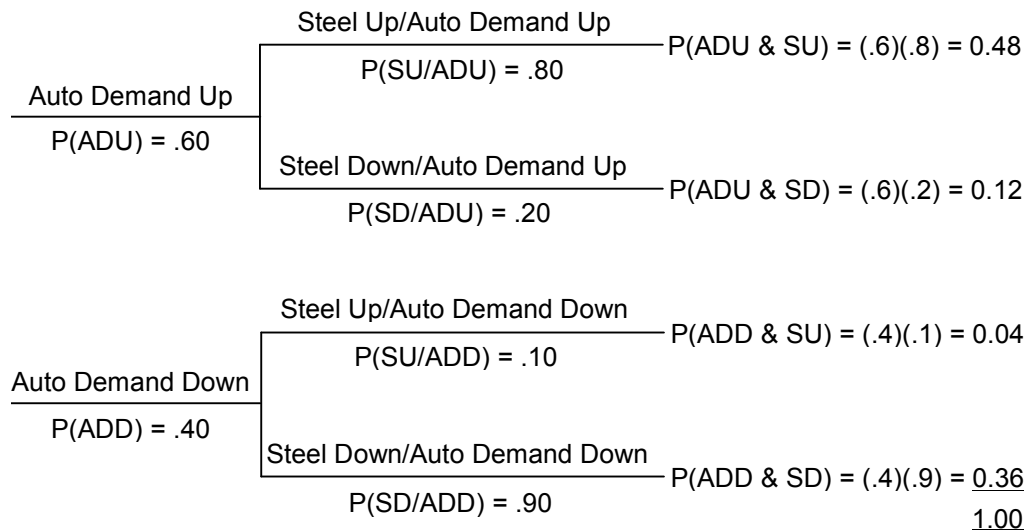 Steel Up/Auto Demand Up
P(SU/ADU) = .80
P(ADU & SU) = (.6)(.8) = 0.48
Auto Demand Up
P(ADU) = .60
Steel Down/Auto Demand Up
P(SD/ADU) = .20
P(ADU & SD) = (.6)(.2) = 0.12
Steel Up/Auto Demand Down
P(SU/ADD) = .10
P(ADD & SU) = (.4)(.1) = 0.04
Auto Demand Down
P(ADD) = .40
Steel Down/Auto Demand Down
P(SD/ADD) = .90
P(ADD & SD) = (.4)(.9) = 0.36
1.00